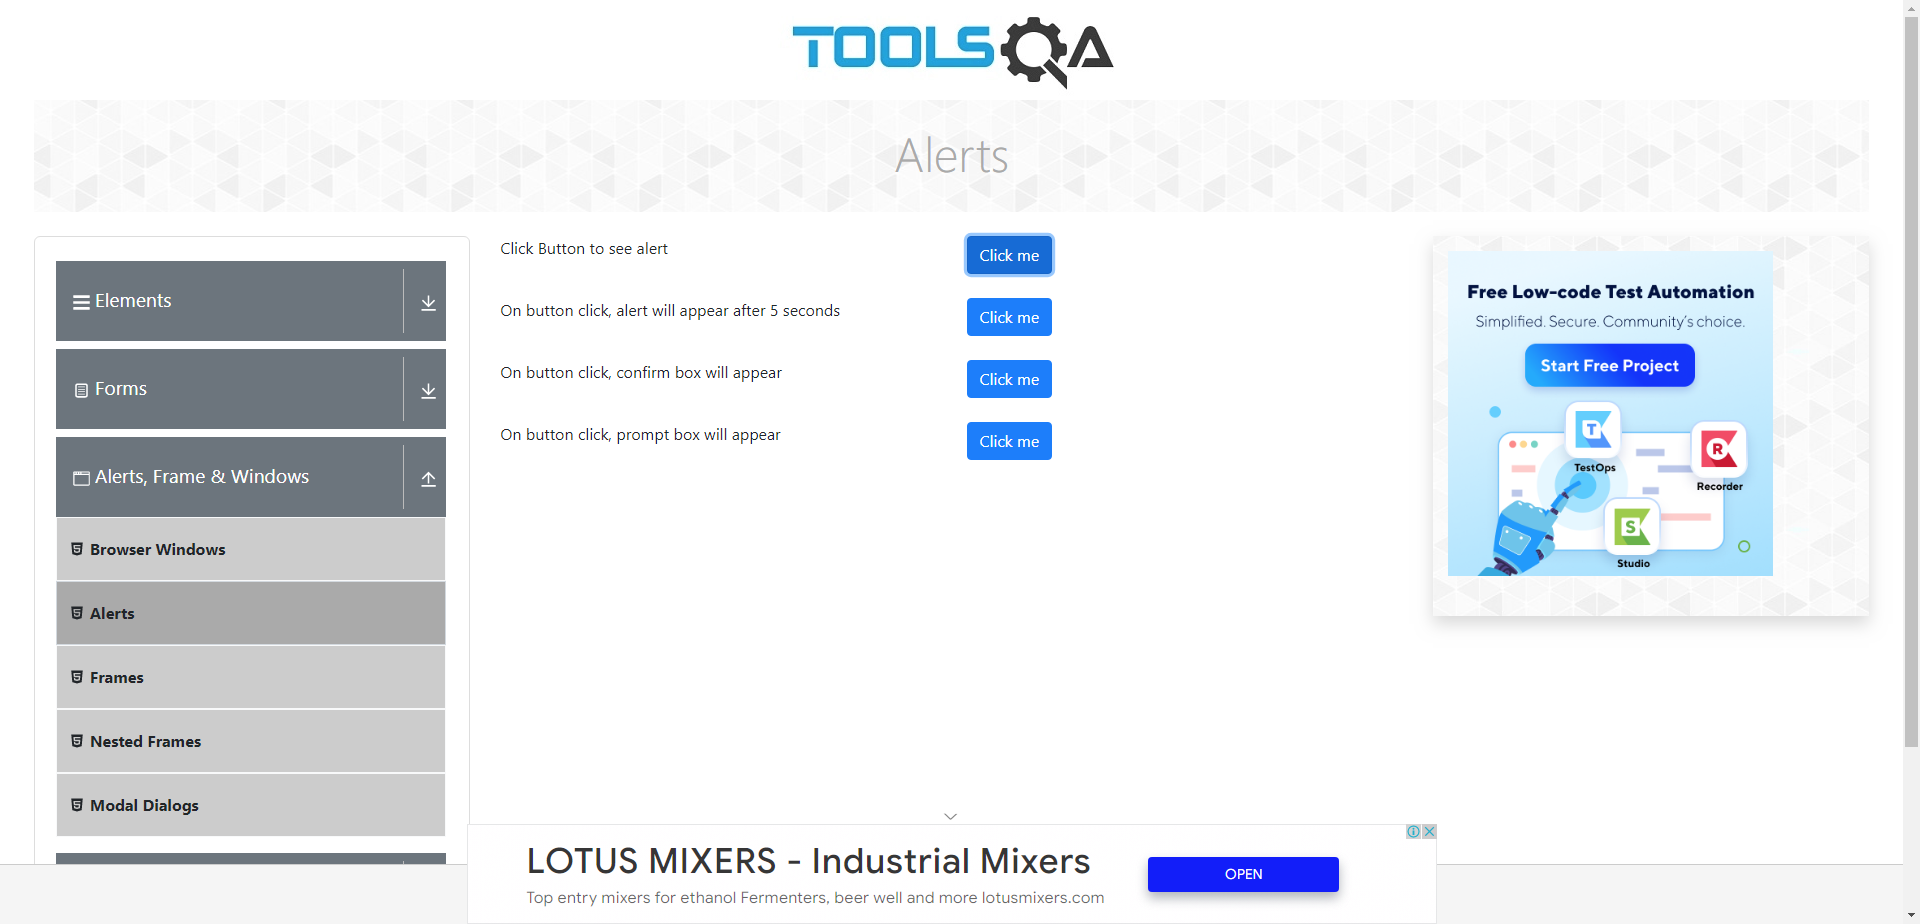 TOOLSQA
Alerts
Elements
Forms
Alerts, Frame & Windows
Browser Windows
Alerts
Frames
Nested Frames
Modal Dialogs
Click Button to see alert
Click me
On button click, alert will appear after 5 seconds
Click me
On button click, confirm box will appear
Click me
On button click, prompt box will appear
Click me
Free Low-code Test Automation
Simplified. Secure. Community's choice.
Start Free Project
T
TestOps
R
Recorder
S
Studio
LOTUS MIXERS - Industrial Mixers
Top entry mixers for ethanol Fermenters, beer well and more lotusmixers.com
OPEN